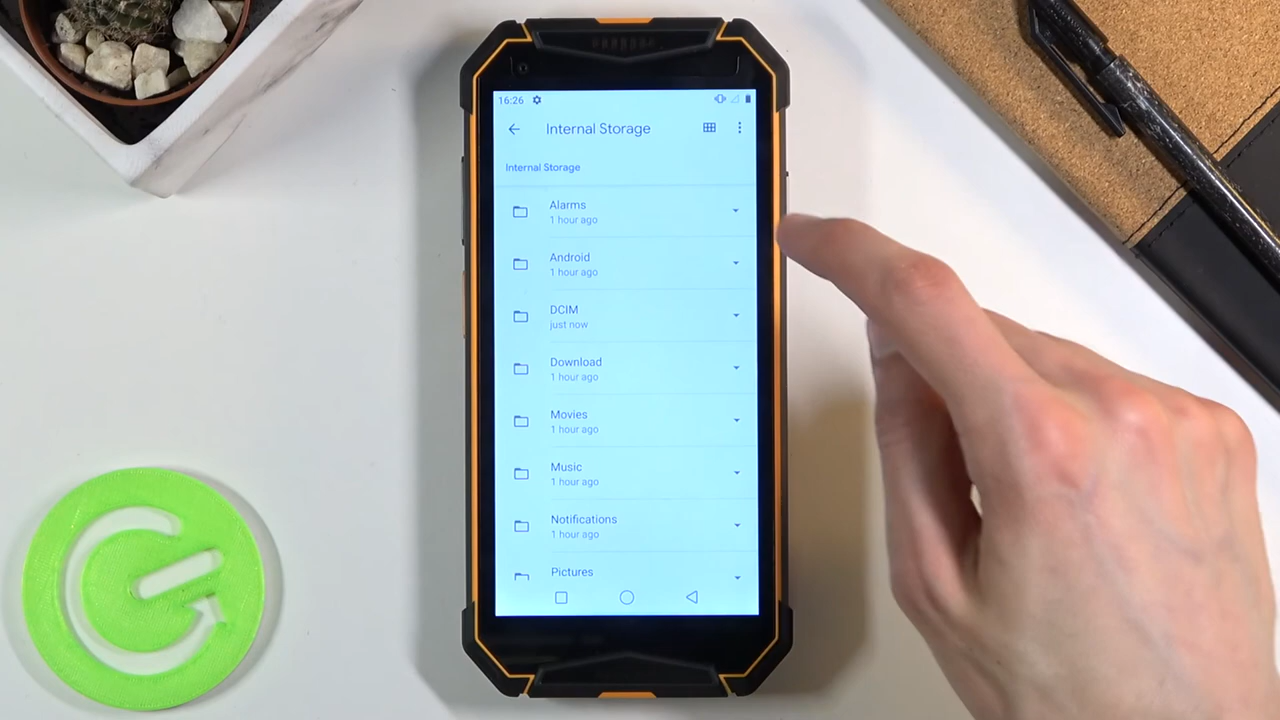 16:26
Internal Storage
Internal Storage
Alarms
1 hour ago
Android
1 hour ago
DCIM
just now
Download
1 hour ago
Movies
1 hour ago
Music
1 hour ago
Notifications
1 hour ago
Pictures